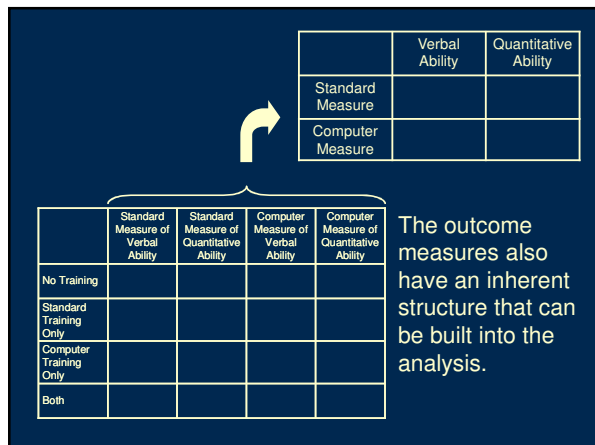 Verbal Quantitative
Ability Ability
Standard
Measure
Computer
Measure
Standard Standard Computer Computer
Measure of Measure of Measure of Measure of
Verbal Quantitative Verbal Quantitative
Ability Ability Ability Ability
No Training
Standard
Training
Only
Computer
Training
Only
Both
The outcome
measures also
have an inherent
structure that can
be built into the
analysis.